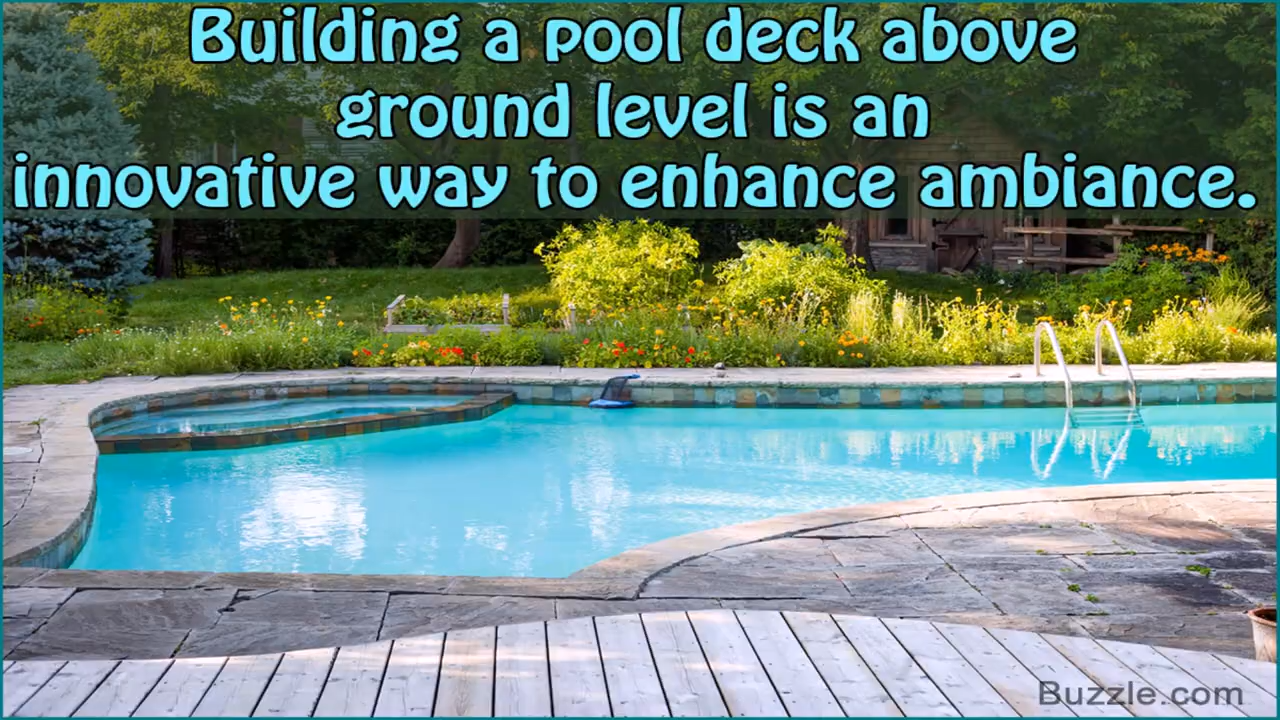 Building a pool deck above
ground level is an
innovative way to enhance ambiance.
Buzzle.com